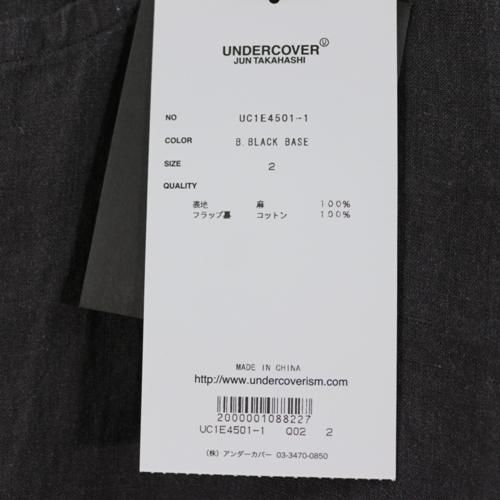 UNDERCOVER Ⓤ
JUN TAKAHASHI
NO UC1E4501-1
COLOR B.BLACK BASE
SIZE 2
QUALITY
表地 麻 100%
フラップ裏 コットン 100%
MADE IN CHINA
http://www.undercoverism.com
2000001088227
UC1E4501-1 Q02 2
(株) アンダーカバー 03-3470-0850